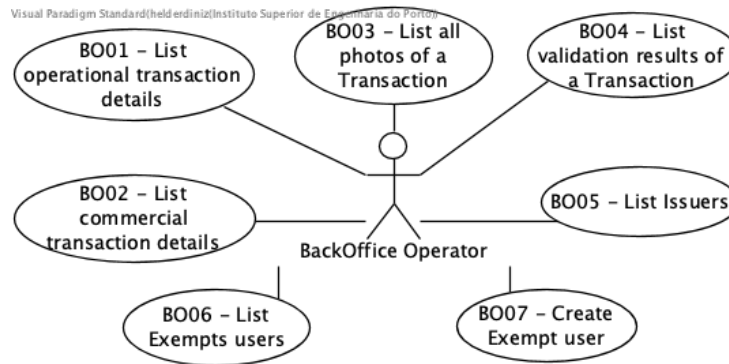 Visual Paradigm Standard(helderdiniz(Instituto Superior de Engenharia do Porto))
BO01 – List
operational transaction
details
BO03 – List all
photos of a
Transaction
BO04 – List
validation results of
a Transaction
BO02 – List
commercial
transaction details
BO05 – List Issuers
BackOffice Operator
BO06 – List
Exempts users
BO07 – Create
Exempt user